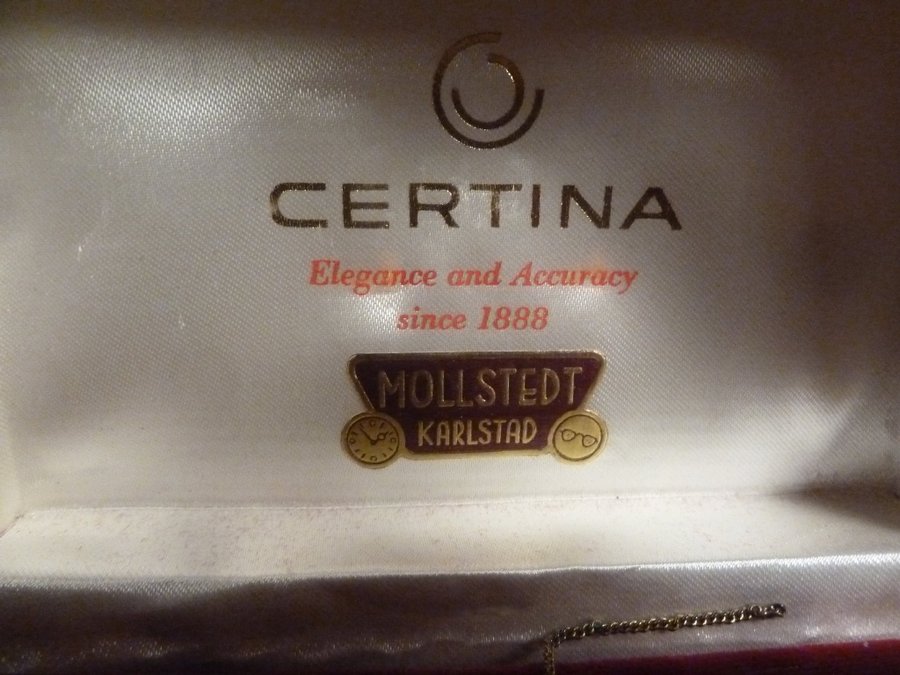 CERTINA
Elegance and Accuracy
since 1888
MOLLSTEDT
KARLSTAD